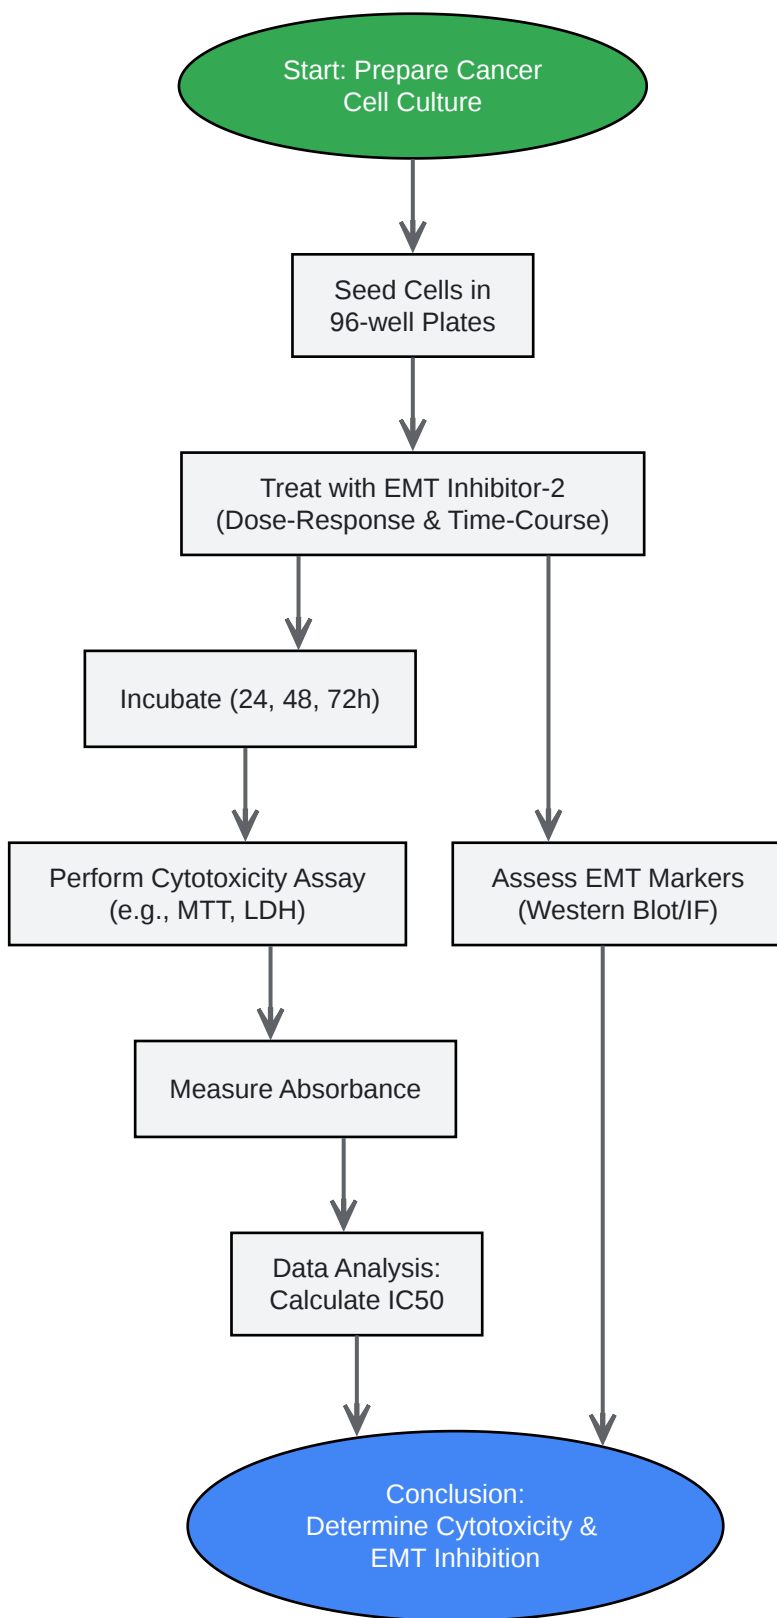 Start: Prepare Cancer
Cell Culture
Seed Cells in
96-well Plates
Treat with EMT Inhibitor-2
(Dose-Response & Time-Course)
Incubate (24, 48, 72h)
Perform Cytotoxicity Assay
(e.g., MTT, LDH)
Assess EMT Markers
(Western Blot/IF)
Measure Absorbance
Data Analysis:
Calculate IC50
Conclusion:
Determine Cytotoxicity &
EMT Inhibition